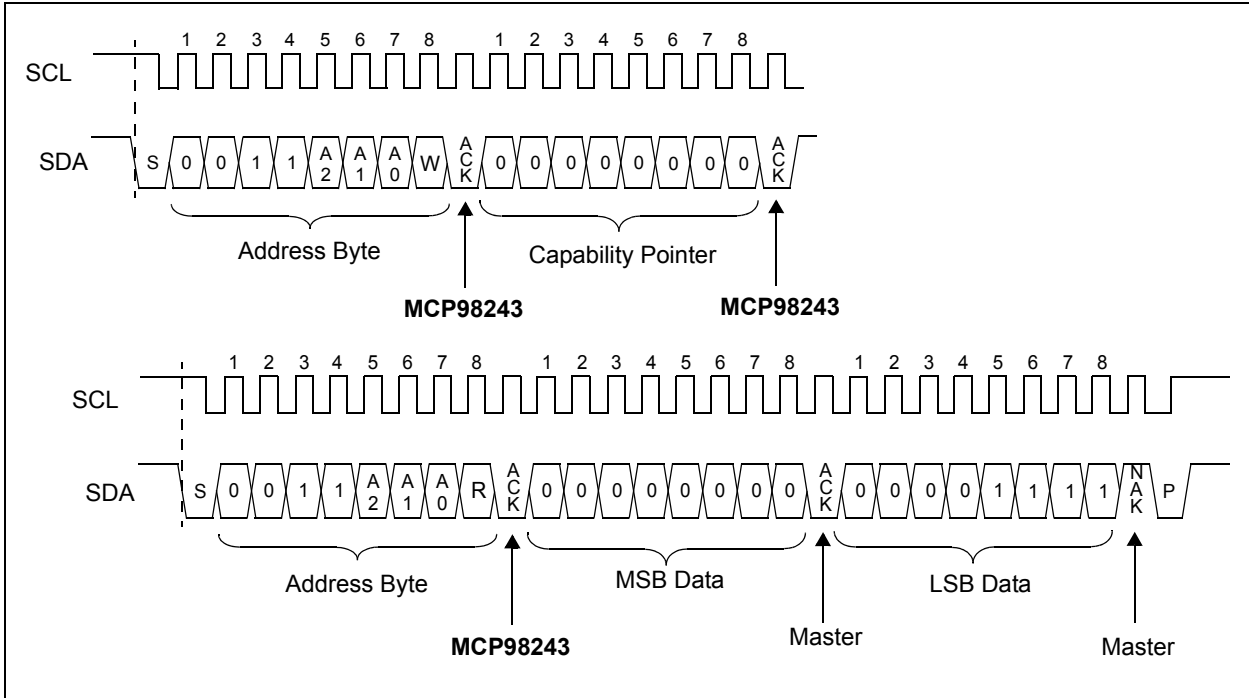 1 2 3 4 5 6 7 8 1 2 3 4 5 6 7 8
SCL
SDA
S 0 0 1 1 A2 A1 A0 W ACK 0 0 0 0 0 0 0 0 ACK
Address Byte Capability Pointer
MCP98243 MCP98243
1 2 3 4 5 6 7 8 1 2 3 4 5 6 7 8 1 2 3 4 5 6 7 8
SCL
SDA
S 0 0 1 1 A2 A1 A0 R ACK 0 0 0 0 0 0 0 0 ACK 0 0 0 0 1 1 1 1 NAK P
Address Byte MSB Data LSB Data
MCP98243 Master Master